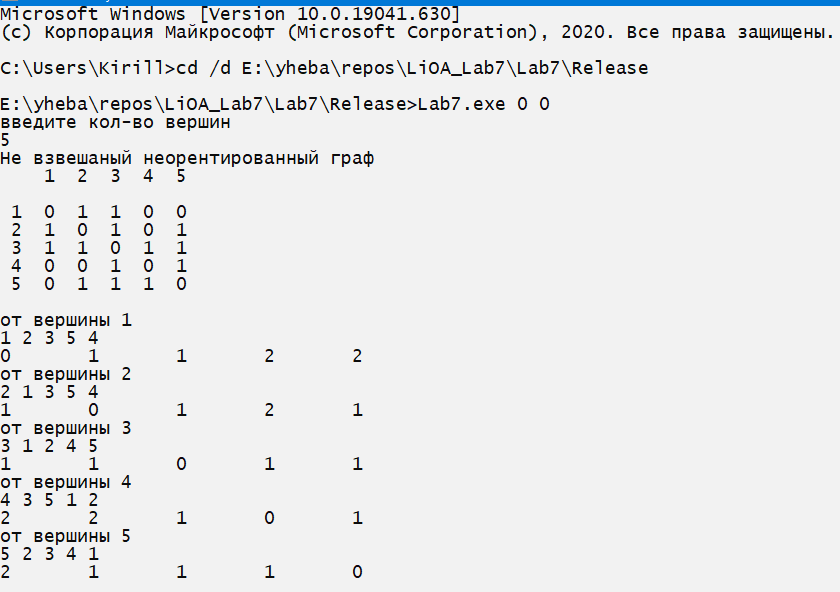 Microsoft Windows [Version 10.0.19041.630]
(c) Корпорация Майкрософт (Microsoft Corporation), 2020. Все права защищены.
C:\Users\Kirill>cd /d E:\yheba\repos\LiOA_Lab7\Lab7\Release
E:\yheba\repos\LiOA_Lab7\Lab7\Release>Lab7.exe 0 0
введите кол-во вершин
5
Не взвешаный неорентированный граф
1 2 3 4 5
1 0 1 1 0 0
2 1 0 1 0 1
3 1 1 0 1 1
4 0 0 1 0 1
5 0 1 1 1 0
от вершины 1
1 2 3 5 4
0 1 1 2 2
от вершины 2
2 1 3 5 4
1 0 1 2 1
от вершины 3
3 1 2 4 5
1 1 0 1 1
от вершины 4
4 3 5 1 2
2 2 1 0 1
от вершины 5
5 2 3 4 1
2 1 1 1 0